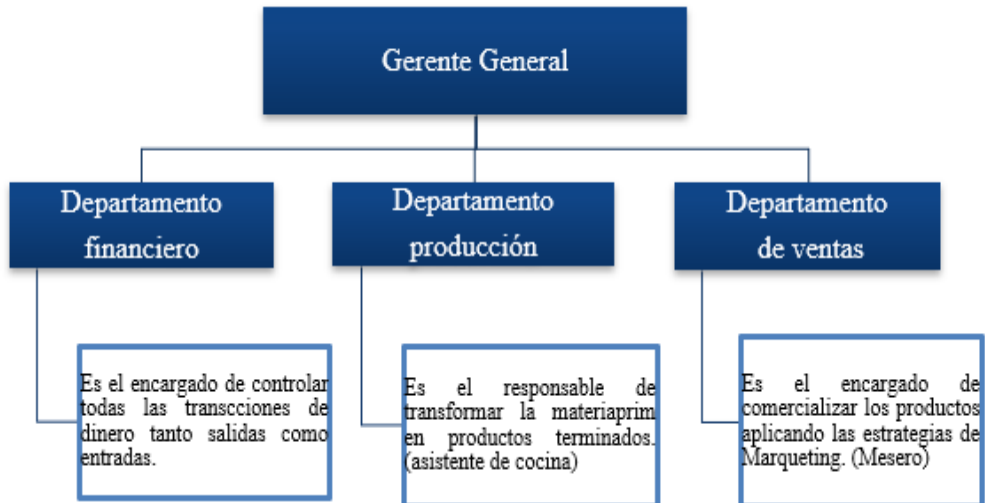 Gerente General
Departamento
financiero
Departamento
producción
Departamento
de ventas
Es el encargado de controlar
todas las transcciones de
dinero tanto salidas como
entradas.
Es el responsable de
transformar la materiaprim
en productos terminados.
(asistente de cocina)
Es el encargado de
comercializar los productos
aplicando las estrategias de
Marqueting. (Mesero)